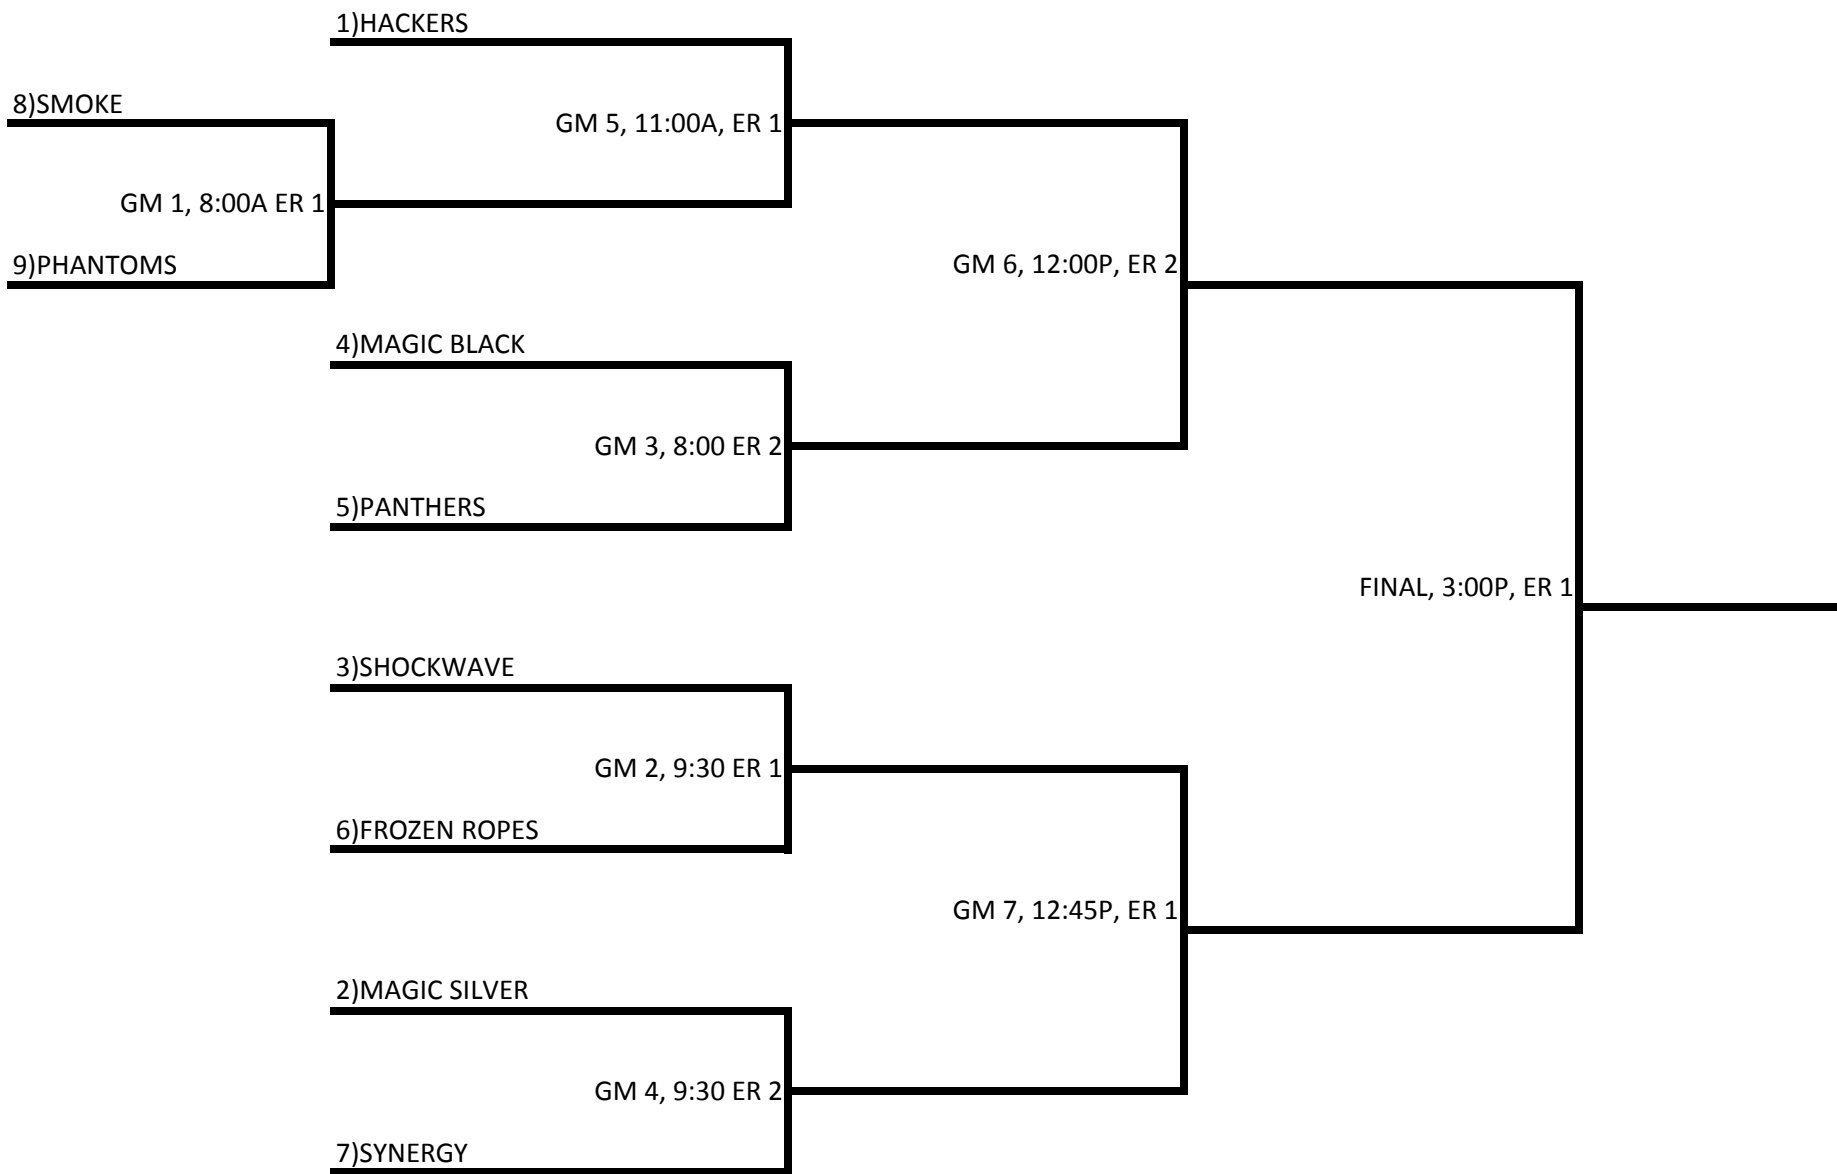 1)HACKERS
8)SMOKE
GM 5, 11:00A, ER 1
GM 1, 8:00A ER 1
9)PHANTOMS
GM 6, 12:00P, ER 2
4)MAGIC BLACK
GM 3, 8:00 ER 2
5)PANTHERS
FINAL, 3:00P, ER 1
3)SHOCKWAVE
GM 2, 9:30 ER 1
6)FROZEN ROPES
GM 7, 12:45P, ER 1
2)MAGIC SILVER
GM 4, 9:30 ER 2
7)SYNERGY